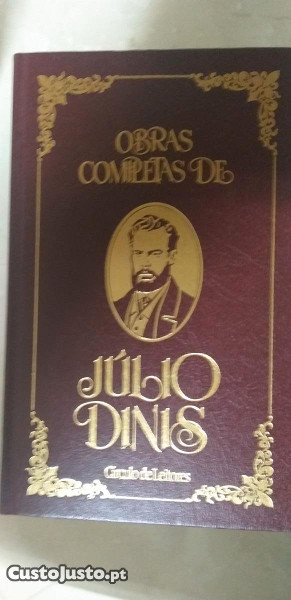 OBRAS
COMPLETAS DE
JÚLIO
DINIS
Círculo de Leitores
CustoJusto.pt